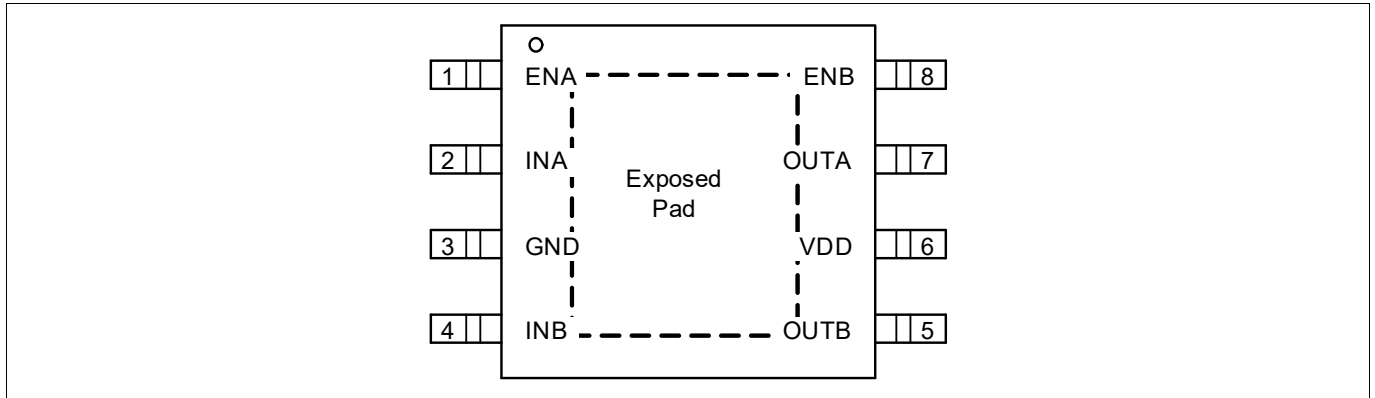 1 ENA ENB 8
2 INA OUTA 7
Exposed
Pad
3 GND VDD 6
4 INB OUTB 5